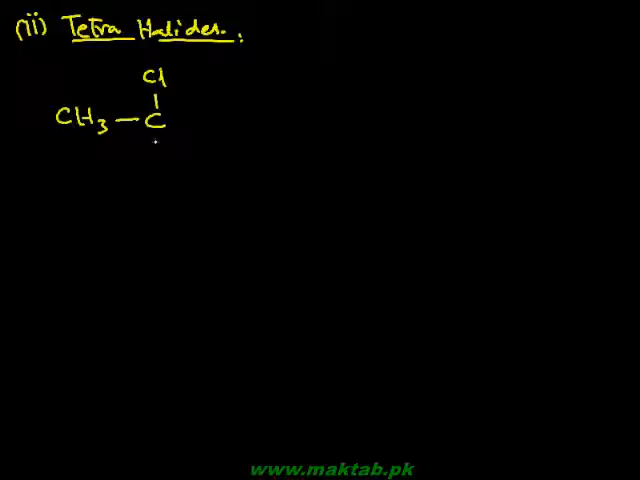 (ii) Tetra Halides:
Cl
CH3 — C
www.maktab.pk